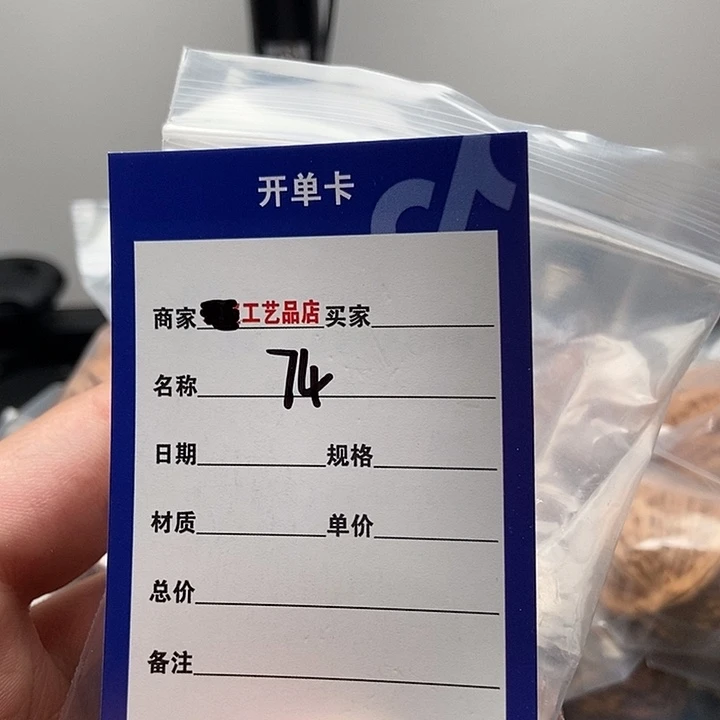 开单卡
商家 工艺品店 买家
名称 74
日期 规格
材质 单价
总价
备注